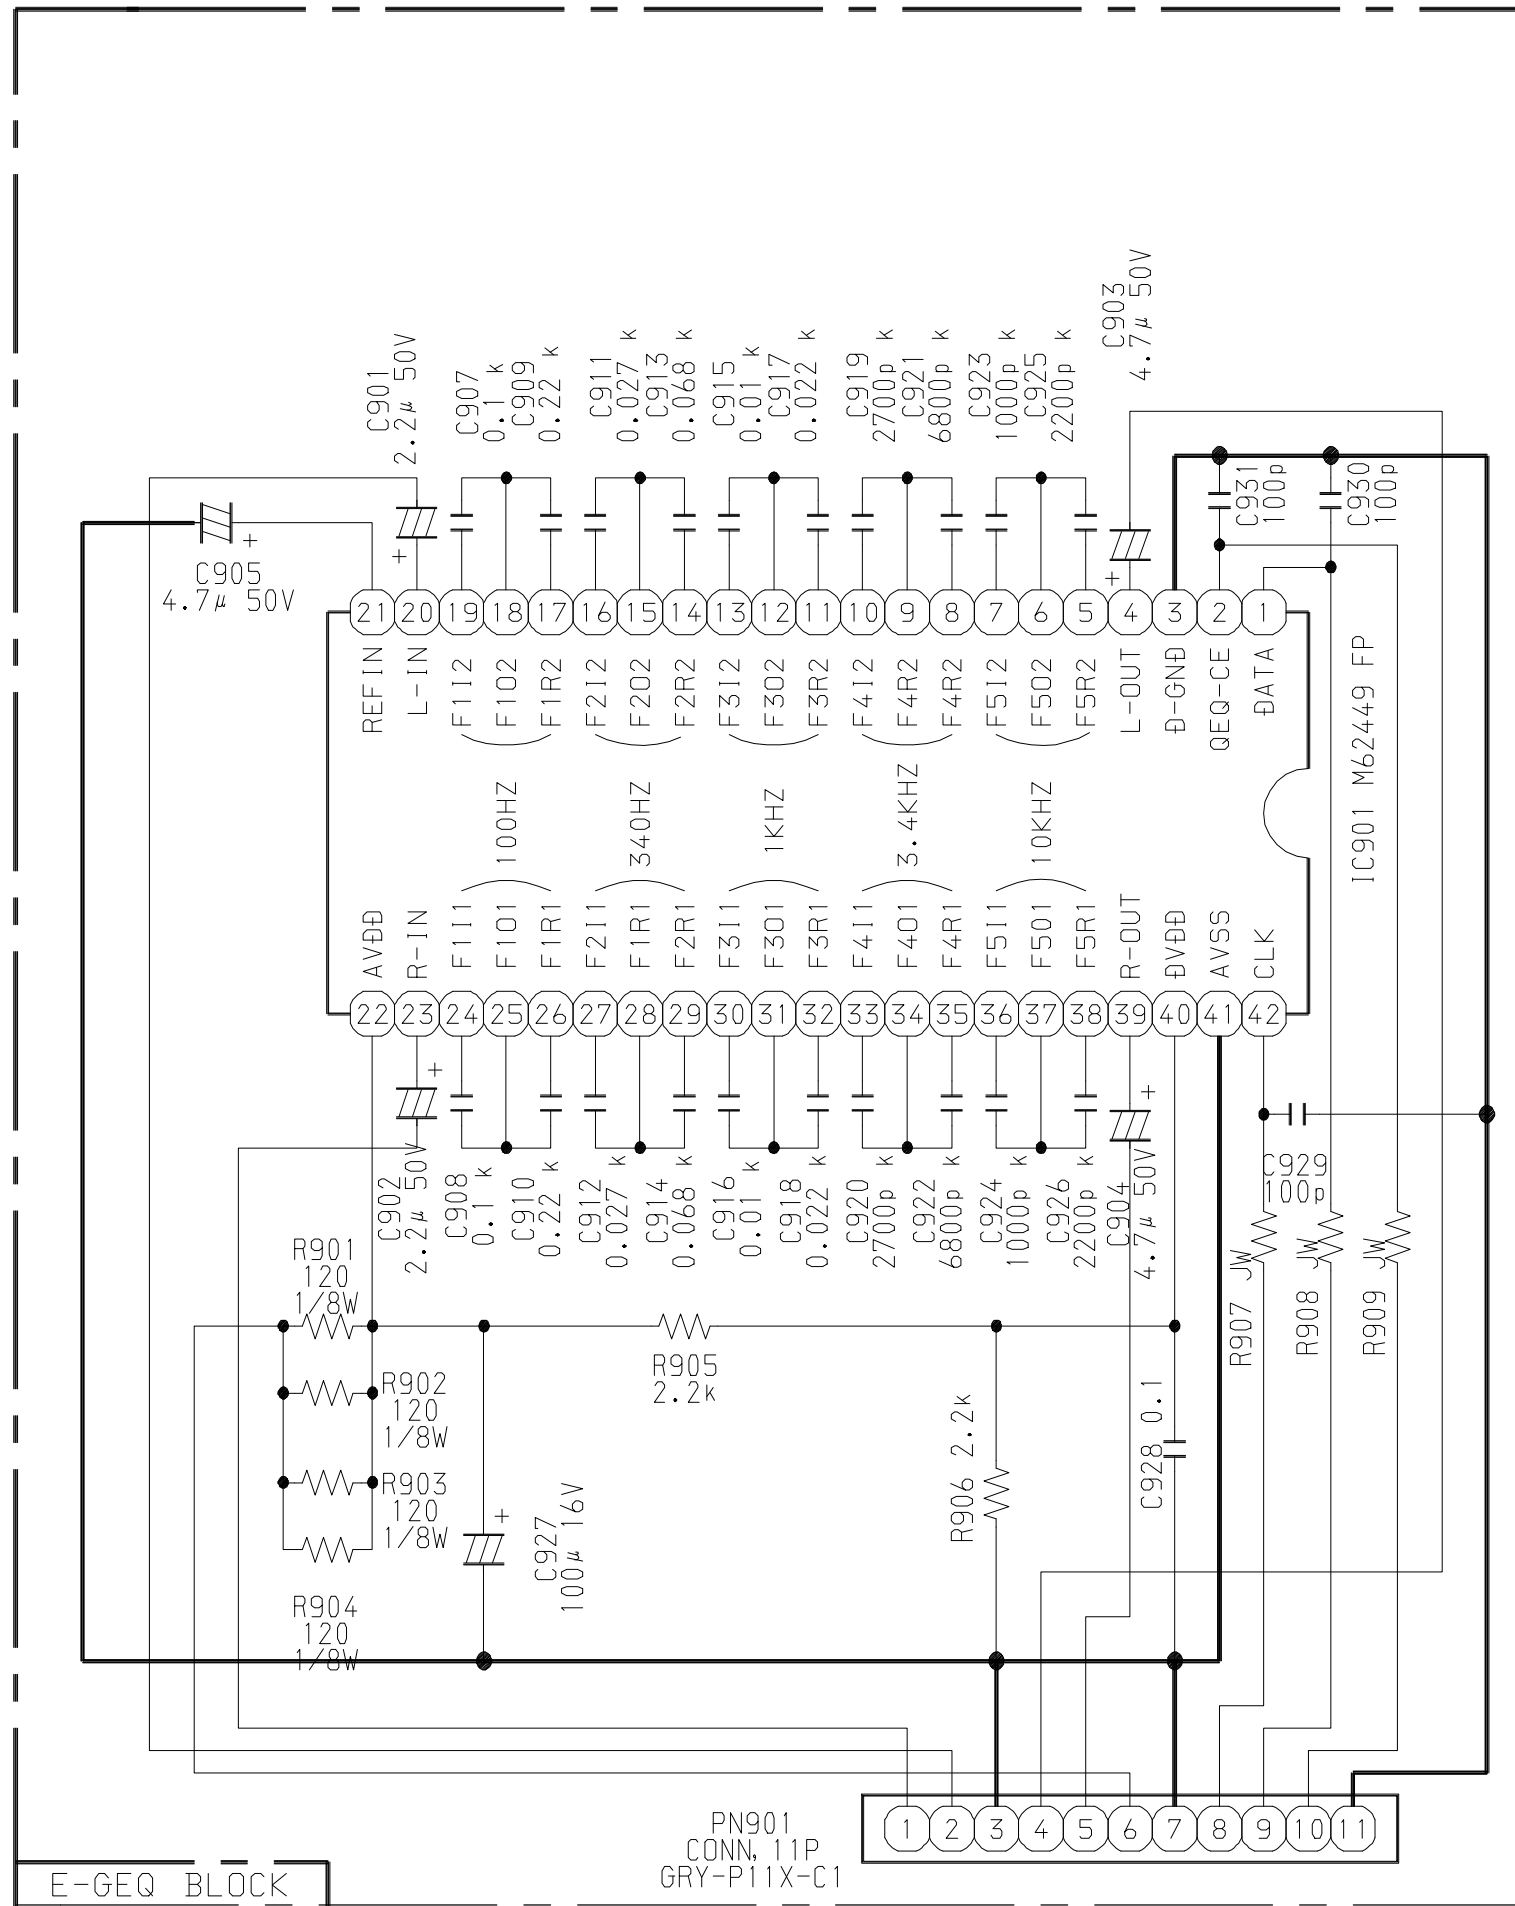 C903
4.7μ 50V
C901
2.2μ 50V
C907
0.1 k
C909
0.22 k
C911
0.027 k
C913
0.068 k
C915
0.01 k
C917
0.022 k
C919
2700p k
C921
6800p k
C923
1000p k
C925
2200p k
C931
100p
C930
100p
+
C905
4.7μ 50V
+
+
21 20 19 18 17 16 15 14 13 12 11 10 9 8 7 6 5 4 3 2 1
REFIN
L-IN
F1I2
F1O2
F1R2
F2I2
F2O2
F2R2
F3I2
F3O2
F3R2
F4I2
F4R2
F4R2
F5I2
F5O2
F5R2
L-OUT
D-GND
QEQ-CE
DATA
IC901 M62449 FP
100HZ
340HZ
1KHZ
3.4KHZ
10KHZ
AVDD
R-IN
F1I1
F1O1
F1R1
F2I1
F1R1
F2R1
F3I1
F3O1
F3R1
F4I1
F4O1
F4R1
F5I1
F5O1
F5R1
R-OUT
DVDD
AVSS
CLK
22 23 24 25 26 27 28 29 30 31 32 33 34 35 36 37 38 39 40 41 42
+
+
C902
2.2μ 50V
C908
0.1 k
C910
0.22 k
C912
0.027 k
C914
0.068 k
C916
0.01 k
C918
0.022 k
C920
2700p k
C922
6800p k
C924
1000p k
C926
2200p k
C904
4.7μ 50V
C929
100p
R907 JW
R908 JW
R909 JW
R901
120
1/8W
R902
120
1/8W
R903
120
1/8W
R904
120
1/8W
R905
2.2k
R906 2.2k
C928 0.1
+
C927
100μ 16V
PN901
CONN, 11P
GRY-P11X-C1
1 2 3 4 5 6 7 8 9 10 11
E-GEQ BLOCK